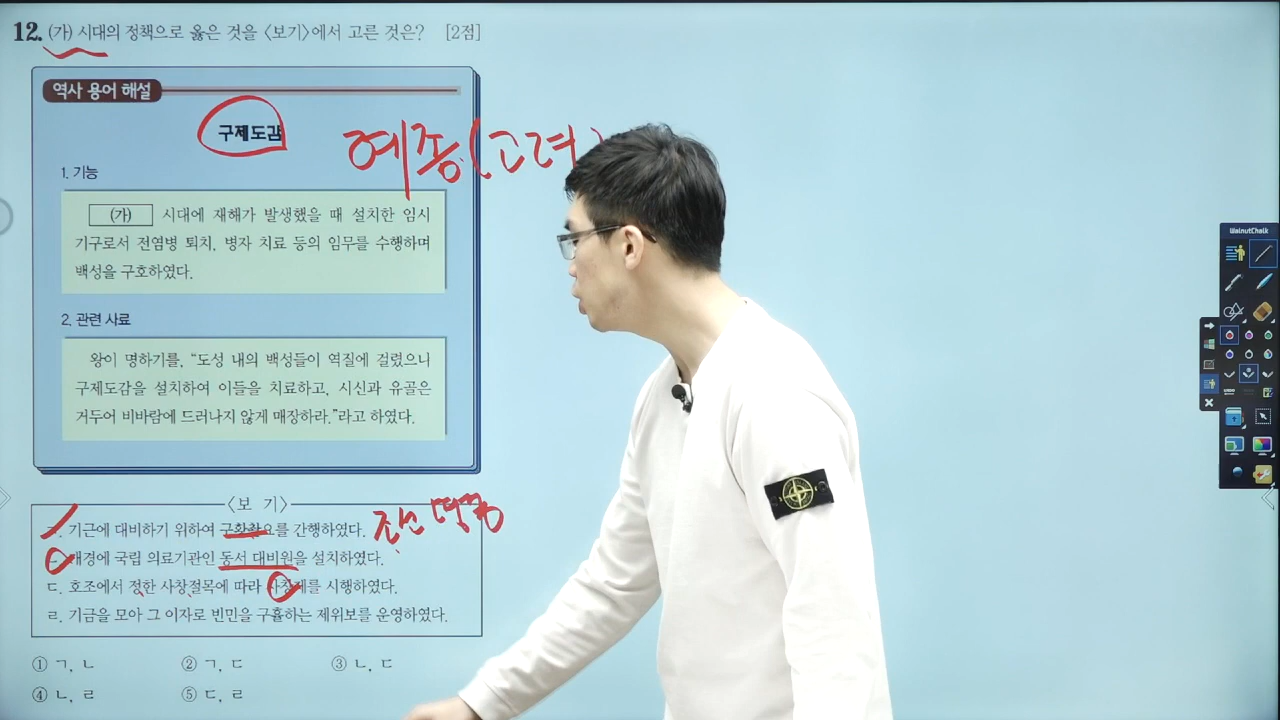 12. (가) 시대의 정책으로 옳은 것을 <보기>에서 고른 것은? [2점]
역사 용어 해설
구제도감
예종(고려)
1. 기능
(가) 시대에 재해가 발생했을 때 설치한 임시
기구로서 전염병 퇴치, 병자 치료 등의 임무를 수행하며
백성을 구호하였다.
2. 관련 사료
왕이 명하기를, “도성 내의 백성들이 역질에 걸렸으니
구제도감을 설치하여 이들을 치료하고, 시신과 유골은
거두어 비바람에 드러나지 않게 매장하라.”라고 하였다.
<보 기>
ㄱ. 기근에 대비하기 위하여 구황촬요를 간행하였다.
조선 명종
ㄴ. 개경에 국립 의료기관인 동서 대비원을 설치하였다.
ㄷ. 호조에서 정한 사창절목에 따라 사창제를 시행하였다.
ㄹ. 기금을 모아 그 이자로 빈민을 구휼하는 제위보를 운영하였다.
① ㄱ, ㄴ ② ㄱ, ㄷ ③ ㄴ, ㄷ
④ ㄴ, ㄹ ⑤ ㄷ, ㄹ
WalnutChalk